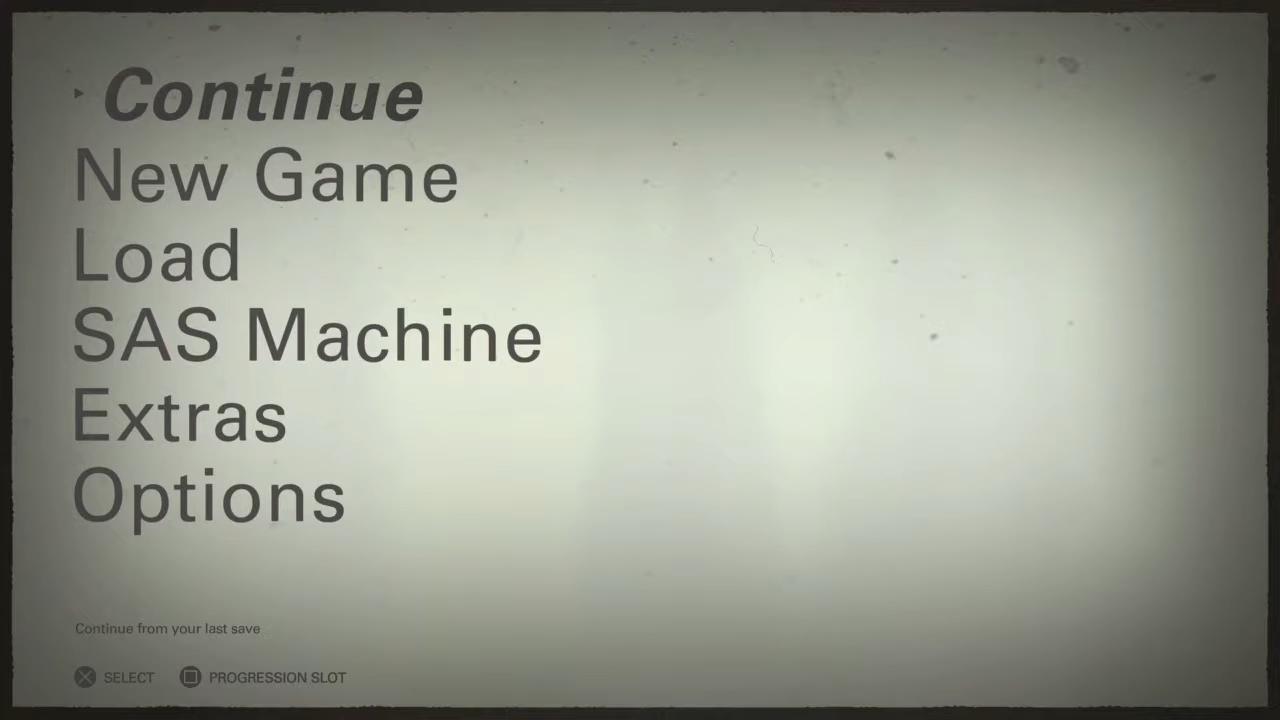 Continue
New Game
Load
SAS Machine
Extras
Options
Continue from your last save
SELECT PROGRESSION SLOT